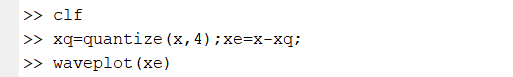 >> clf
>> xq=quantize(x,4);xe=x-xq;
>> waveplot(xe)